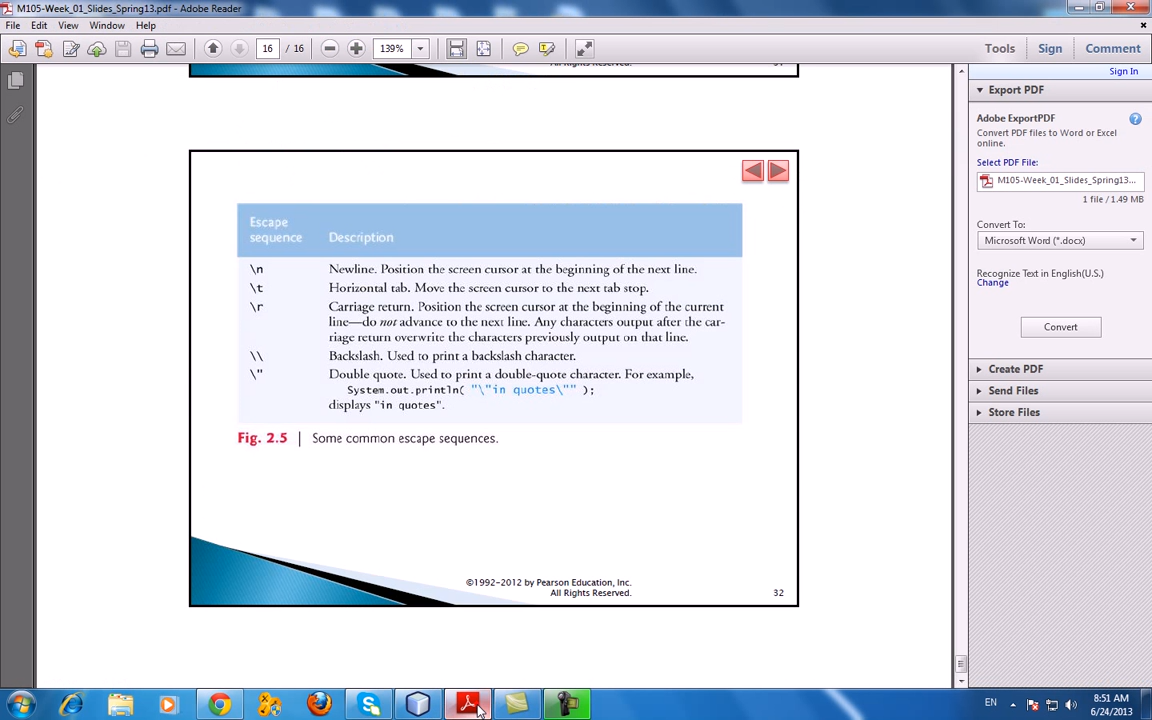 M105-Week_01_Slides_Spring13.pdf - Adobe Reader
File Edit View Window Help
16 / 16 139% Tools Sign Comment
Sign In
All Rights Reserved.
Export PDF
Adobe ExportPDF
Convert PDF files to Word or Excel
online.
Select PDF File:
M105-Week_01_Slides_Spring13...
1 file / 1.49 MB
Convert To:
Microsoft Word (*.docx)
Recognize Text in English(U.S.)
Change
Convert
Create PDF
Send Files
Store Files
Escape
sequence Description
\n Newline. Position the screen cursor at the beginning of the next line.
\t Horizontal tab. Move the screen cursor to the next tab stop.
\r Carriage return. Position the screen cursor at the beginning of the current
line—do not advance to the next line. Any characters output after the car-
riage return overwrite the characters previously output on that line.
\\ Backslash. Used to print a backslash character.
\" Double quote. Used to print a double-quote character. For example,
System.out.println( "\"in quotes\"" );
displays "in quotes".
Fig. 2.5 | Some common escape sequences.
©1992-2012 by Pearson Education, Inc.
All Rights Reserved.
32
EN 8:51 AM
6/24/2013